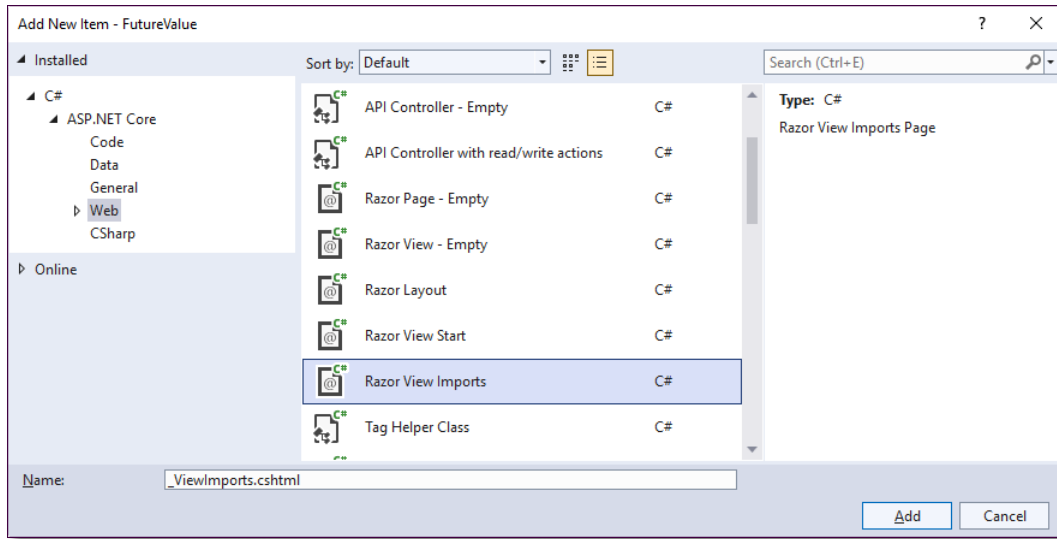 Add New Item - FutureValue ? ×
Installed
Sort by: Default
Search (Ctrl+E)
C#
ASP.NET Core
Code
Data
General
Web
CSharp
Online
C# API Controller - Empty C#
C# API Controller with read/write actions C#
C# @ Razor Page - Empty C#
C# @ Razor View - Empty C#
C# @ Razor Layout C#
C# @ Razor View Start C#
C# @ Razor View Imports C#
C# Tag Helper Class C#
Type: C#
Razor View Imports Page
Name: _ViewImports.cshtml
Add Cancel